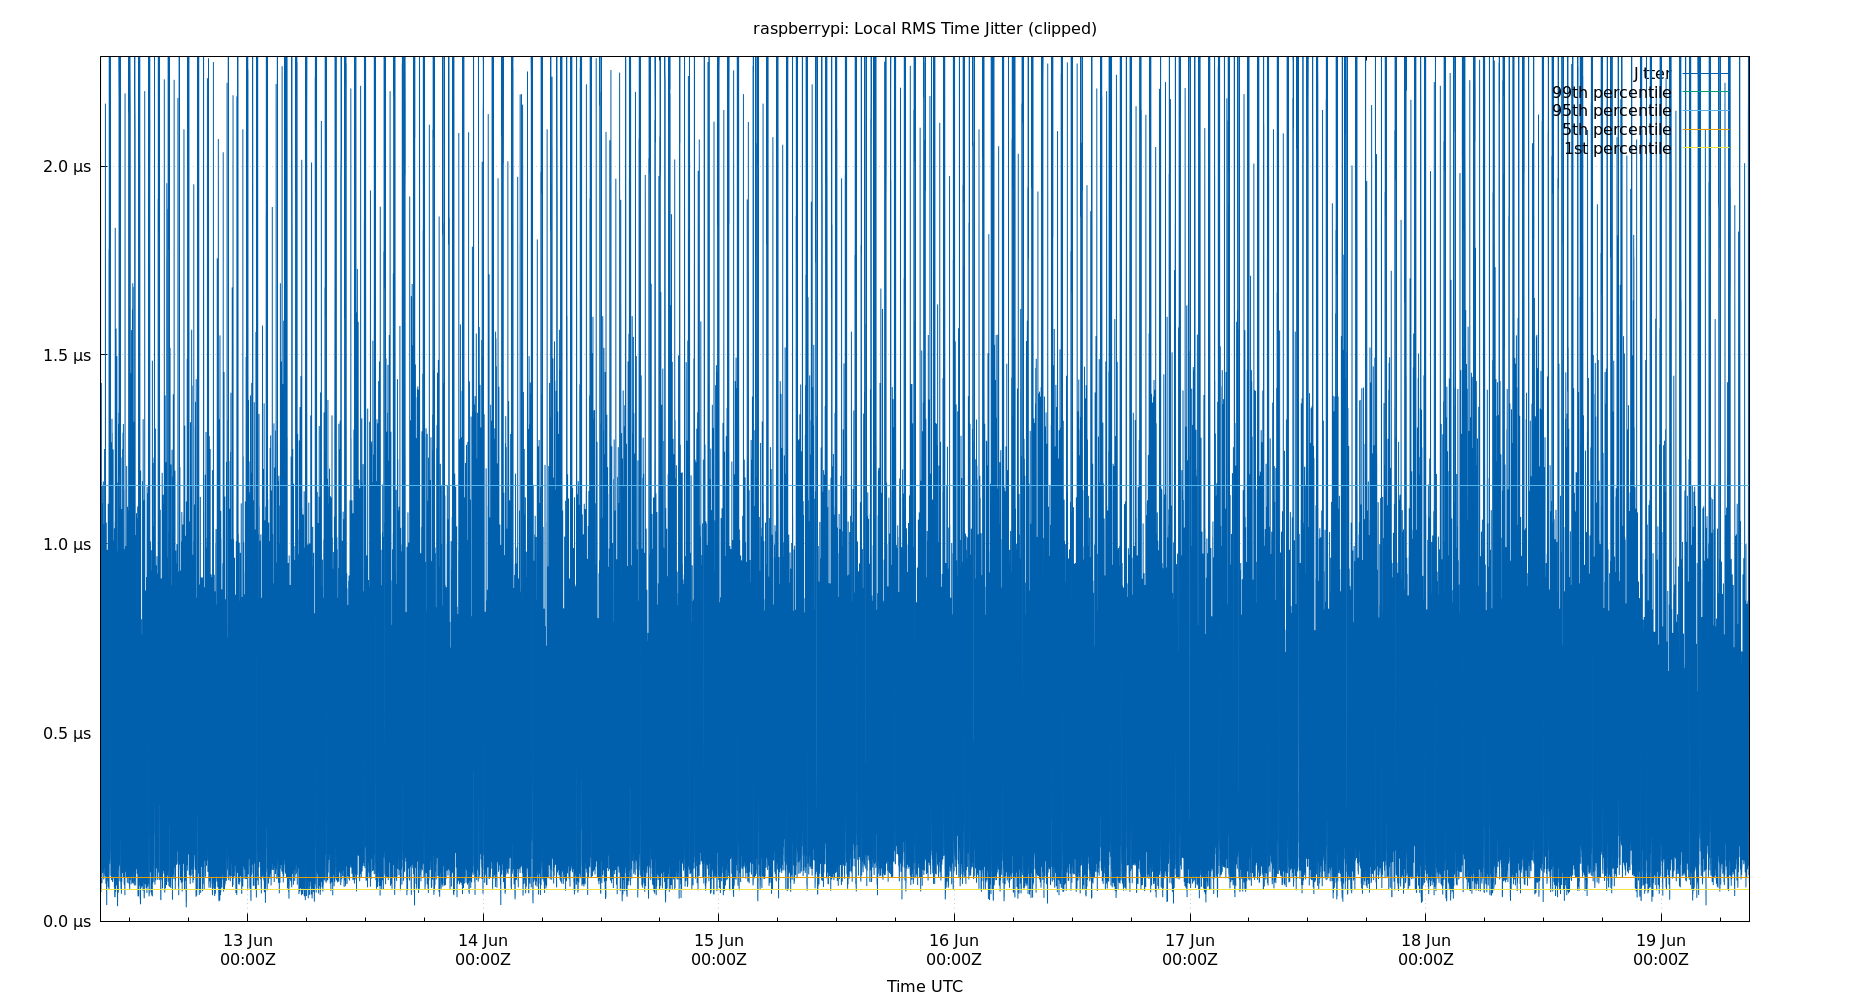 raspberrypi: Local RMS Time Jitter (clipped)
Jitter
99th percentile
95th percentile
5th percentile
1st percentile
2.0 µs
1.5 µs
1.0 µs
0.5 µs
0.0 µs
13 Jun 14 Jun 15 Jun 16 Jun 17 Jun 18 Jun 19 Jun
00:00Z 00:00Z 00:00Z 00:00Z 00:00Z 00:00Z 00:00Z
Time UTC